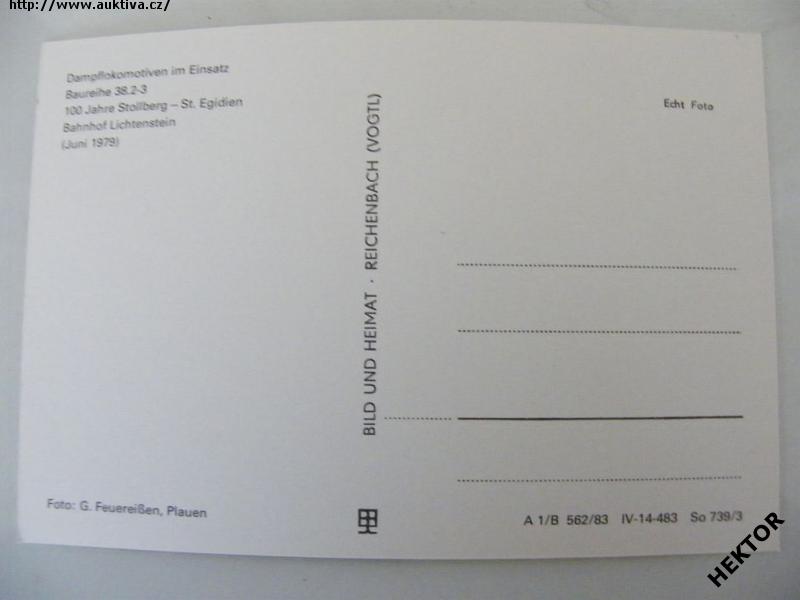 http://www.auktiva.cz/
Dampflokomotiven im Einsatz
Baureihe 38.2-3
100 Jahre Stollberg – St. Egidien
Bahnhof Lichtenstein
(Juni 1979)
Echt Foto
BILD UND HEIMAT · REICHENBACH (VOGTL)
Foto: G. Feuereißen, Plauen
A 1/B 562/83 IV-14-483 So 739/3
HEKTOR